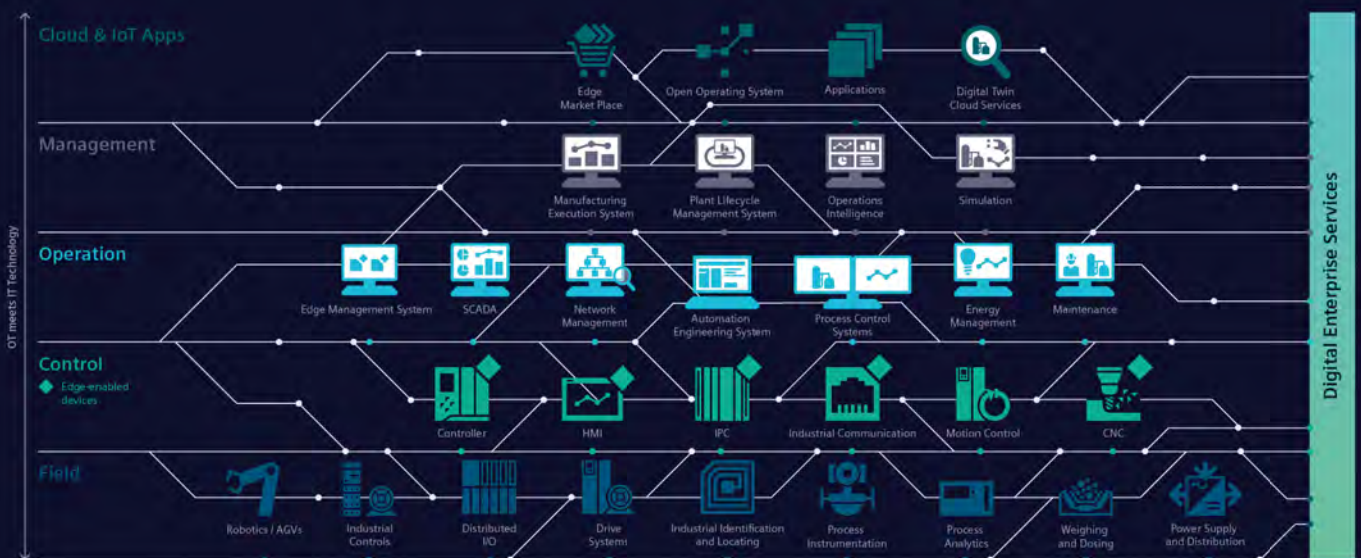 Cloud & IoT Apps
Edge
Market Place
Open Operating System
Applications
Digital Twin
Cloud Services
Management
Manufacturing
Execution System
Plant Lifecycle
Management System
Operations
Intelligence
Simulation
OT meets IT Technology
Operation
Edge Management System
SCADA
Network
Management
Automation
Engineering System
Process Control
Systems
Energy
Management
Maintenance
Digital Enterprise Services
Control
Edge-enabled
devices
Controller
HMI
IPC
Industrial Communication
Motion Control
CNC
Field
Robotics / AGVs
Industrial
Controls
Distributed
I/O
Drive
Systems
Industrial Identification
and Locating
Process
Instrumentation
Process
Analytics
Weighing
and Dosing
Power Supply
and Distribution